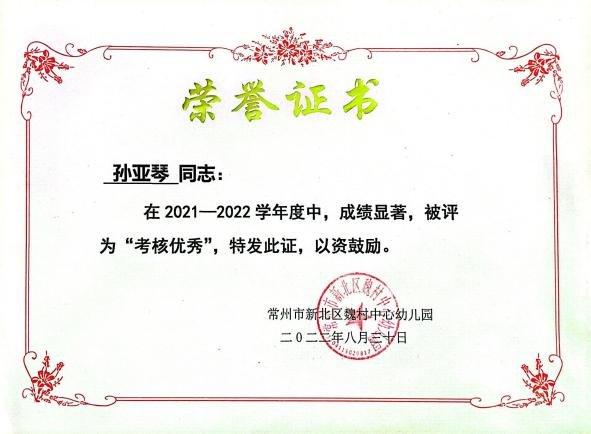 荣誉证书
孙亚琴 同志：
在 2021—2022 学年度中，成绩显著，被评
为“考核优秀”，特发此证，以资鼓励。
常州市新北区魏村中心幼儿园
二〇二二年八月三十日